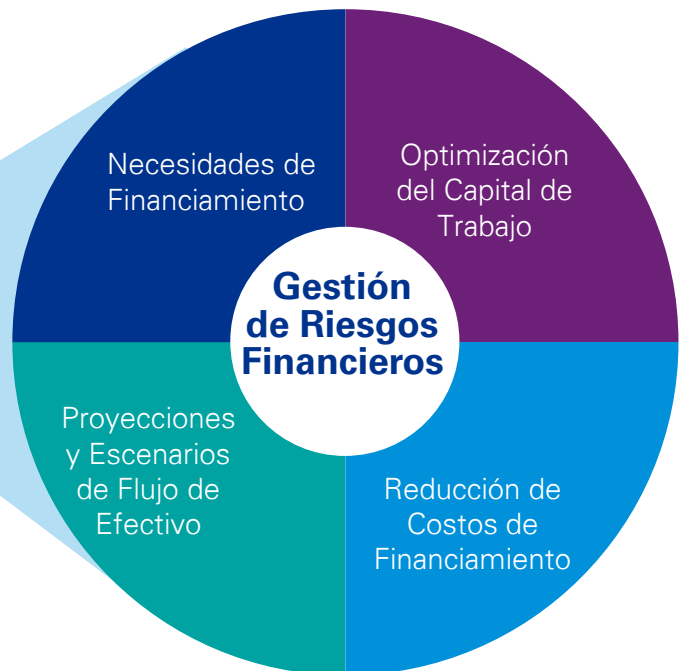 Necesidades de
Financiamiento
Optimización
del Capital de
Trabajo
Gestión
de Riesgos
Financieros
Proyecciones
y Escenarios
de Flujo de
Efectivo
Reducción de
Costos de
Financiamiento